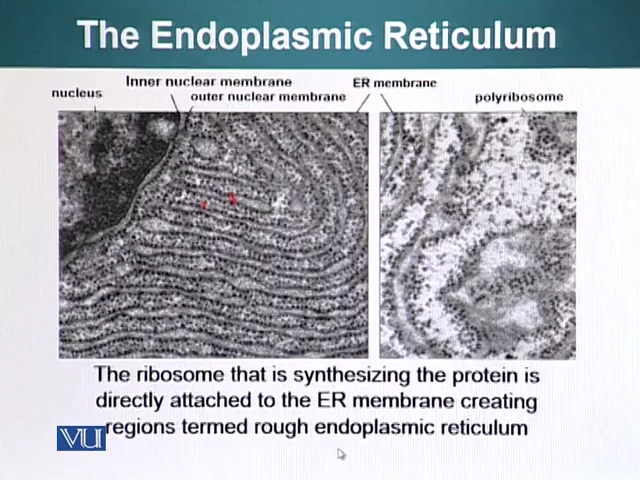 The Endoplasmic Reticulum
Inner nuclear membrane
ER membrane
nucleus
outer nuclear membrane
polyribosome
The ribosome that is synthesizing the protein is
directly attached to the ER membrane creating
regions termed rough endoplasmic reticulum
VU